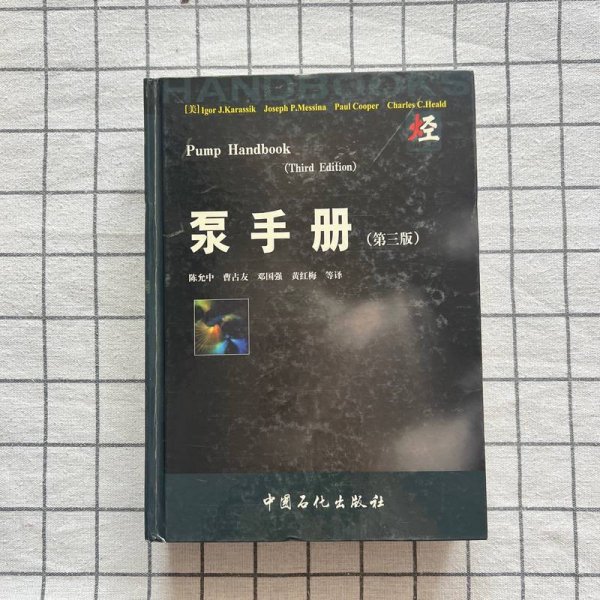 HANDBOOKS
[美] Igor J.Karassik Joseph P.Messina Paul Cooper Charles C.Heald
烃
Pump Handbook
(Third Edition)
泵手册(第三版)
陈允中 曹占友 邓国强 黄红梅 等译
中国石化出版社